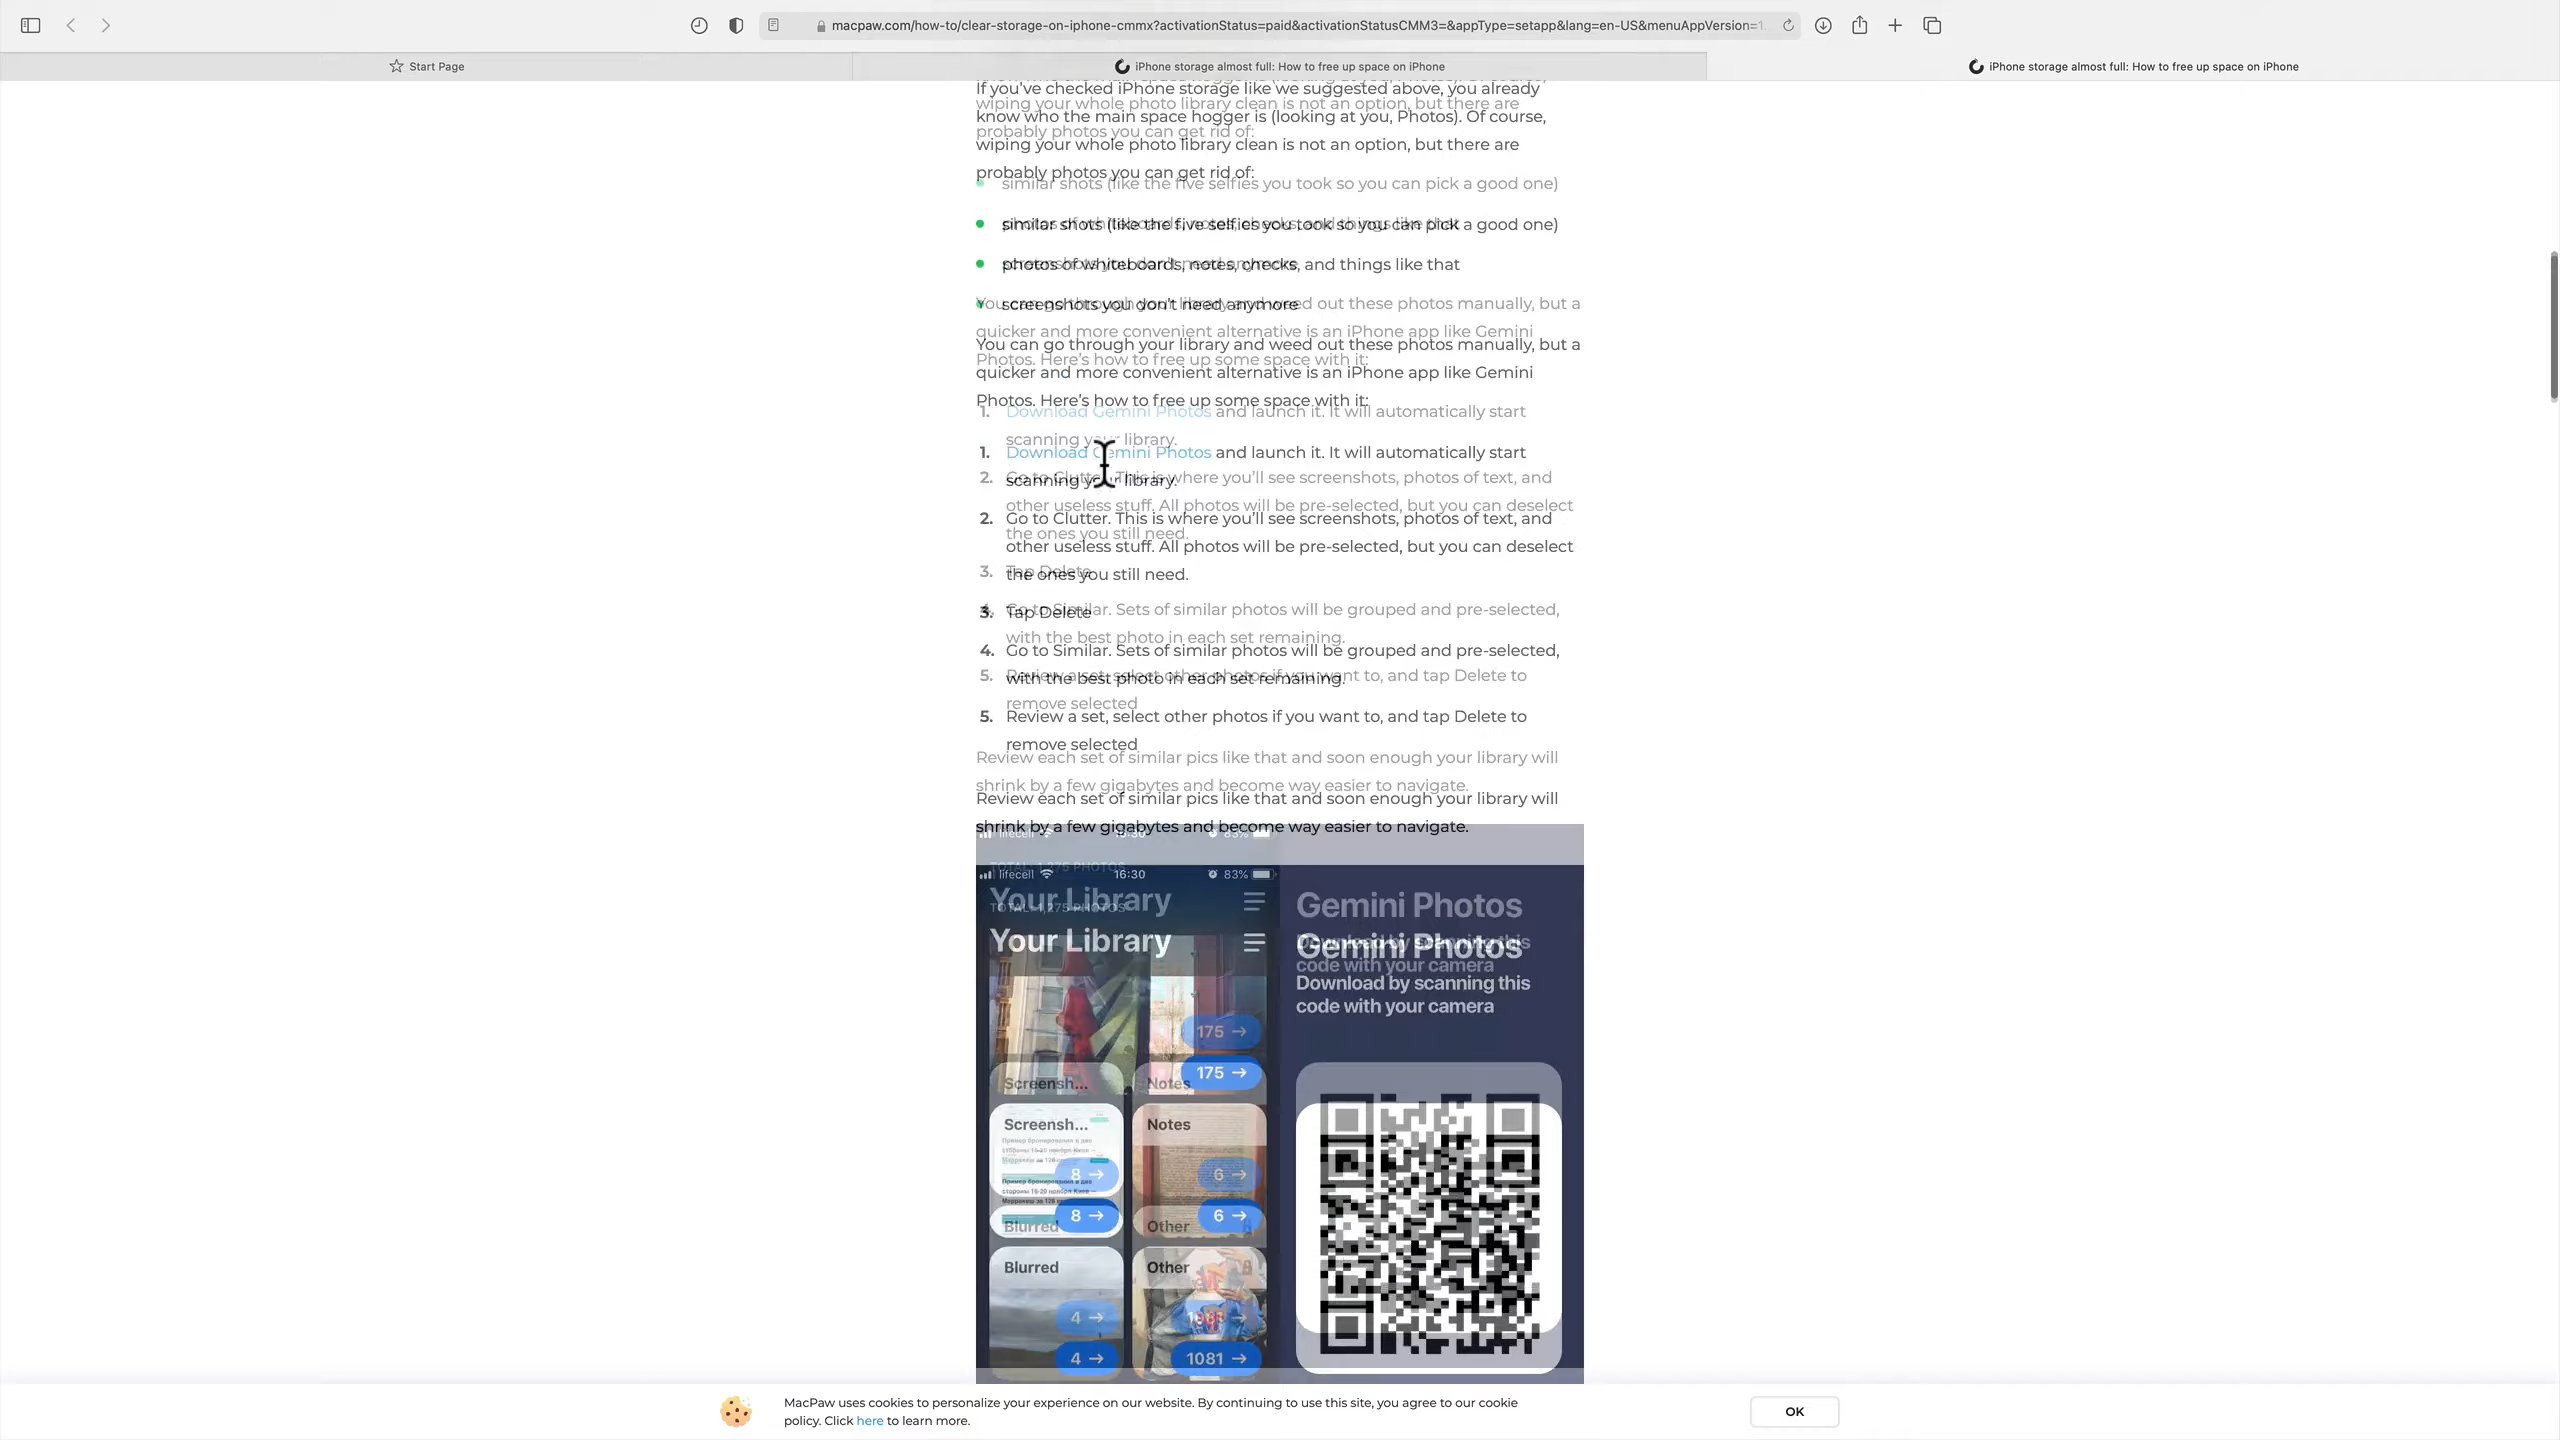 macpaw.com/how-to/clear-storage-on-iphone-cmmx?activationStatus=paid&activationStatusCMM3=&appType=setapp&lang=en-US&menuAppVersion=1
Start Page
iPhone storage almost full: How to free up space on iPhone
iPhone storage almost full: How to free up space on iPhone
If you've checked iPhone storage like we suggested above, you already
know who the main space hogger is (looking at you, Photos). Of course,
wiping your whole photo library clean is not an option, but there are
probably photos you can get rid of:
similar shots (like the five selfies you took so you can pick a good one)
photos of whiteboards, notes, checks, and things like that
screenshots you don't need anymore
You can go through your library and weed out these photos manually, but a
quicker and more convenient alternative is an iPhone app like Gemini
Photos. Here's how to free up some space with it:
1. Download Gemini Photos and launch it. It will automatically start
scanning your library.
2. Go to Clutter. This is where you'll see screenshots, photos of text, and
other useless stuff. All photos will be pre-selected, but you can deselect
the ones you still need.
3. Tap Delete
4. Go to Similar. Sets of similar photos will be grouped and pre-selected,
with the best photo in each set remaining.
5. Review a set, select other photos if you want to, and tap Delete to
remove selected
Review each set of similar pics like that and soon enough your library will
shrink by a few gigabytes and become way easier to navigate.
lifecell 16:30 83%
TOTAL: 1,275 PHOTOS
Your Library
175 →
Screensh...
Notes
8 →
6 →
Blurred
Other
4 →
1081 →
Gemini Photos
Download by scanning this
code with your camera
MacPaw uses cookies to personalize your experience on our website. By continuing to use this site, you agree to our cookie
policy. Click here to learn more.
OK